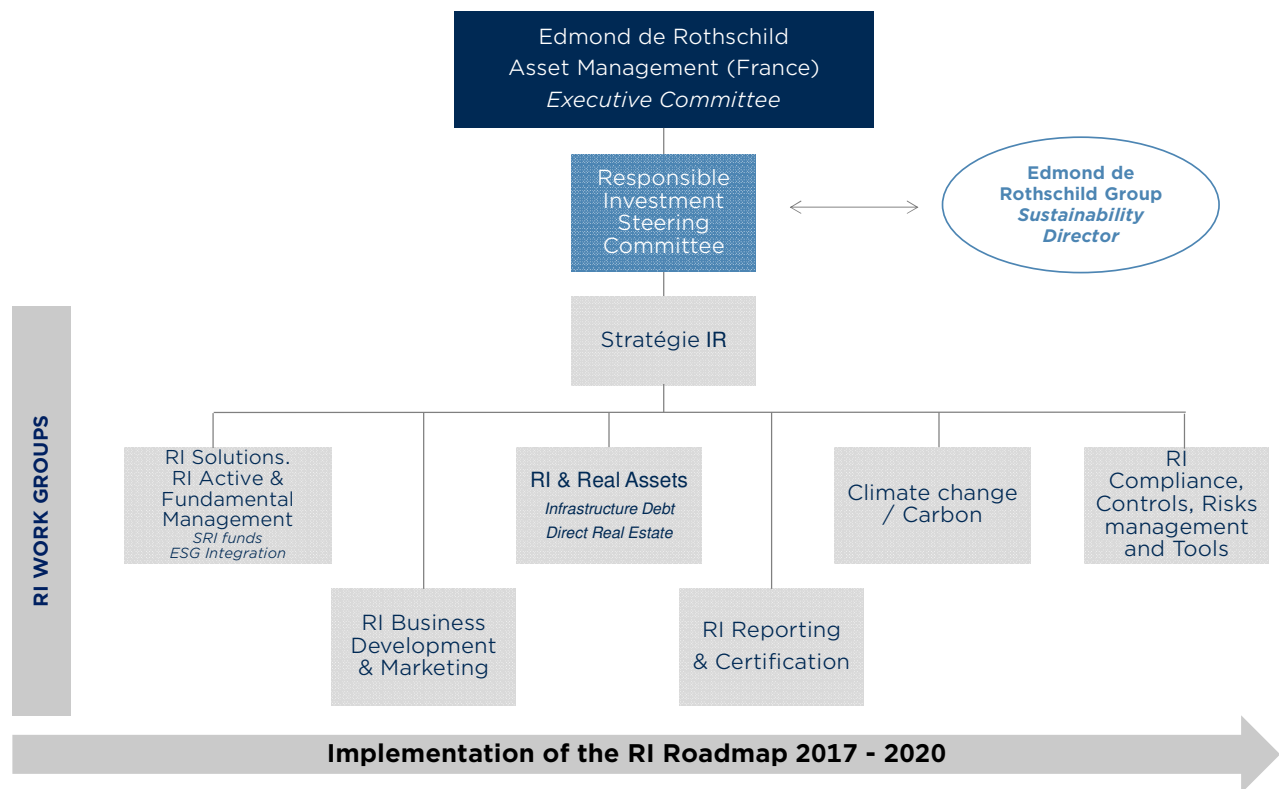 Edmond de Rothschild
Asset Management (France)
Executive Committee
Responsible
Investment
Steering
Committee
Edmond de
Rothschild Group
Sustainability
Director
Stratégie IR
RI WORK GROUPS
RI Solutions.
RI Active &
Fundamental
Management
SRI funds
ESG Integration
RI & Real Assets
Infrastructure Debt
Direct Real Estate
Climate change
/ Carbon
RI
Compliance,
Controls, Risks
management
and Tools
RI Business
Development
& Marketing
RI Reporting
& Certification
Implementation of the RI Roadmap 2017 - 2020